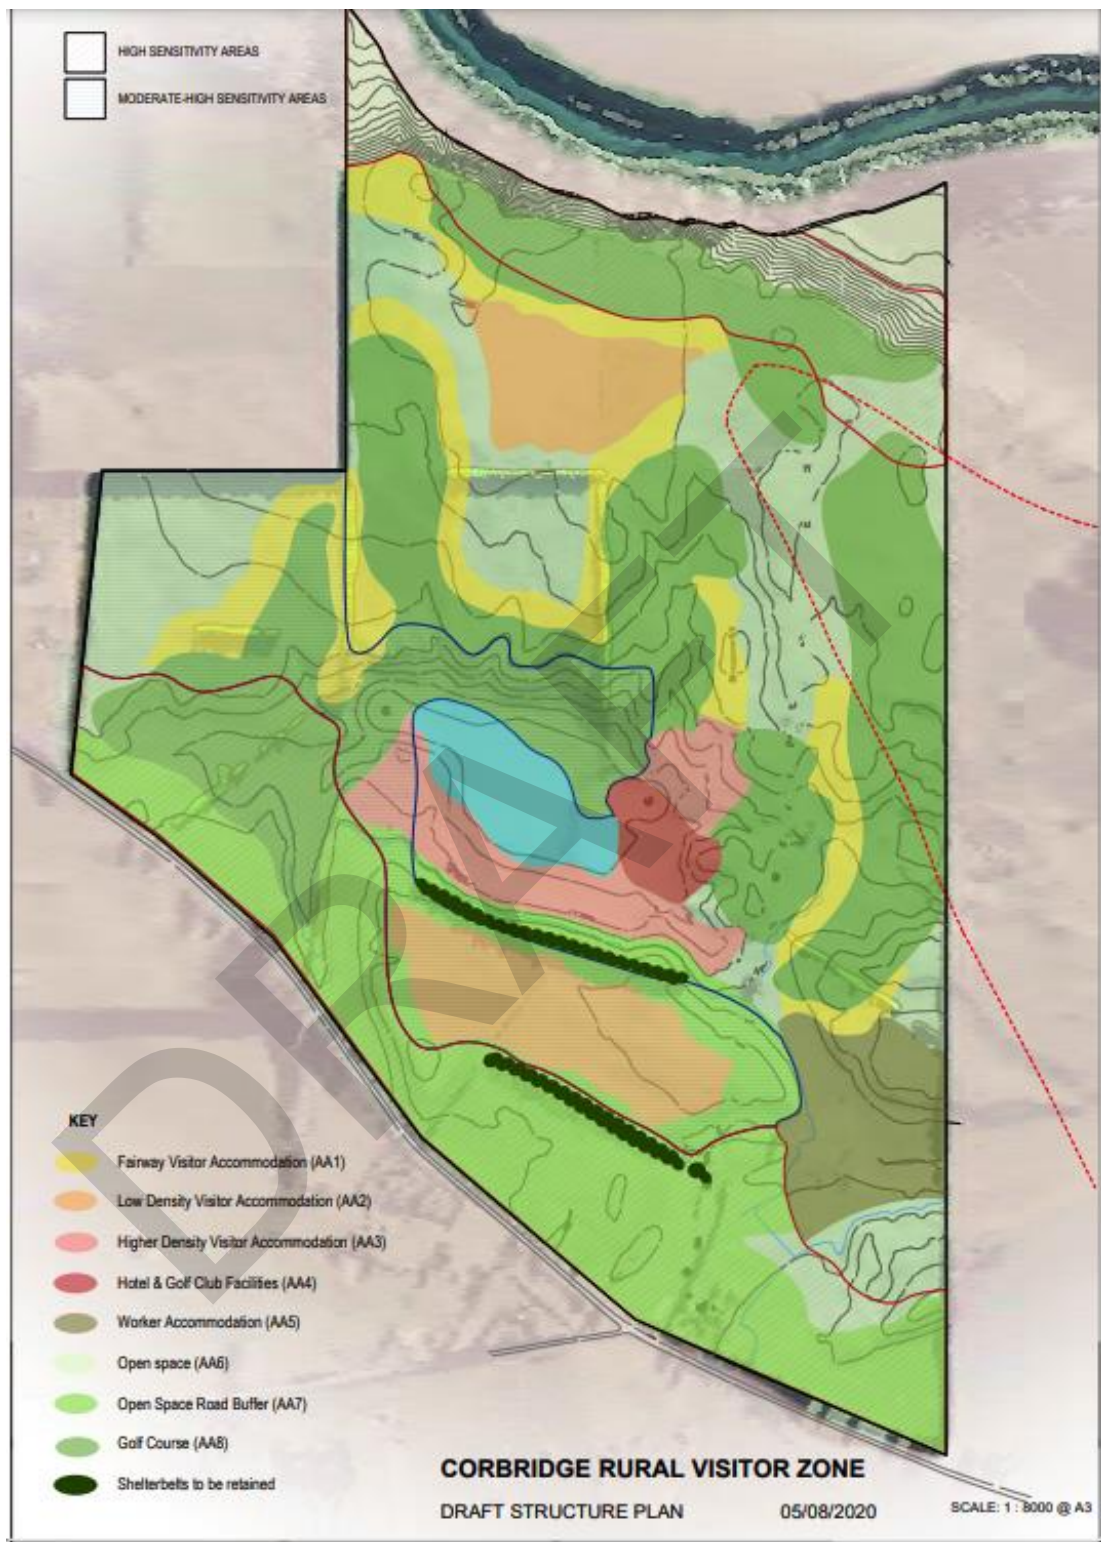 HIGH SENSITIVITY AREAS
MODERATE-HIGH SENSITIVITY AREAS
DRAFT
KEY
Fairway Visitor Accommodation (AA1)
Low Density Visitor Accommodation (AA2)
Higher Density Visitor Accommodation (AA3)
Hotel & Golf Club Facilities (AA4)
Worker Accommodation (AA5)
Open space (AA6)
Open Space Road Buffer (AA7)
Golf Course (AA8)
Shelterbelts to be retained
CORBRIDGE RURAL VISITOR ZONE
DRAFT STRUCTURE PLAN 05/08/2020 SCALE: 1 : 8000 @ A3